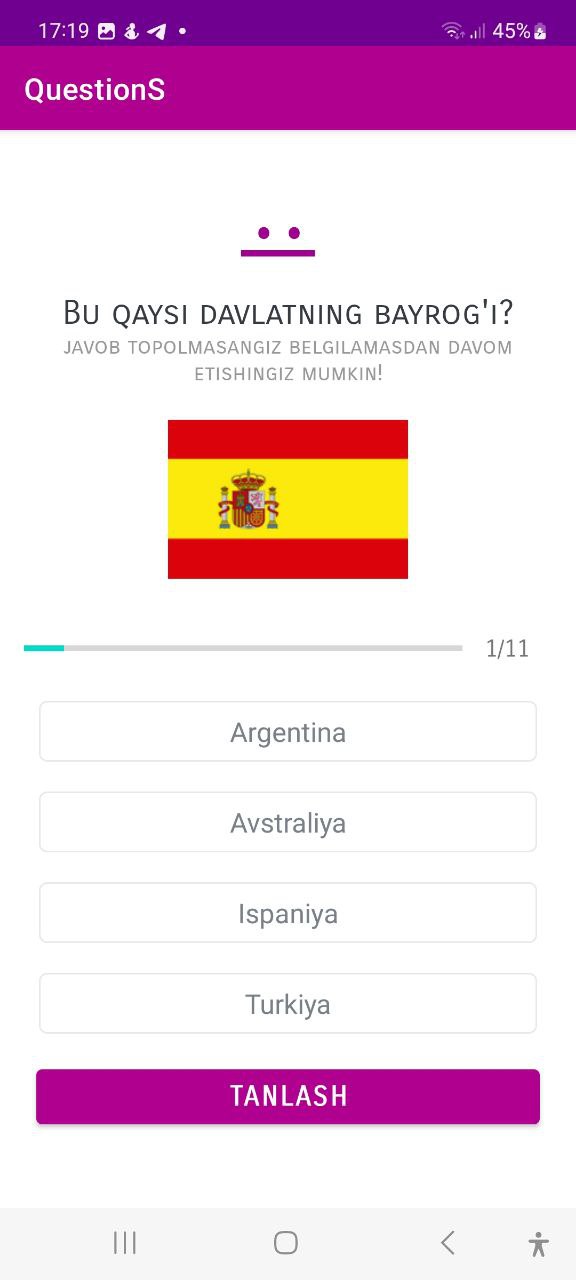 17:19
45%
QuestionS
Bu qaysi davlatning bayrog'i?
javob topolmasangiz belgilamasdan davom
etishingiz mumkin!
1/11
Argentina
Avstraliya
Ispaniya
Turkiya
TANLASH